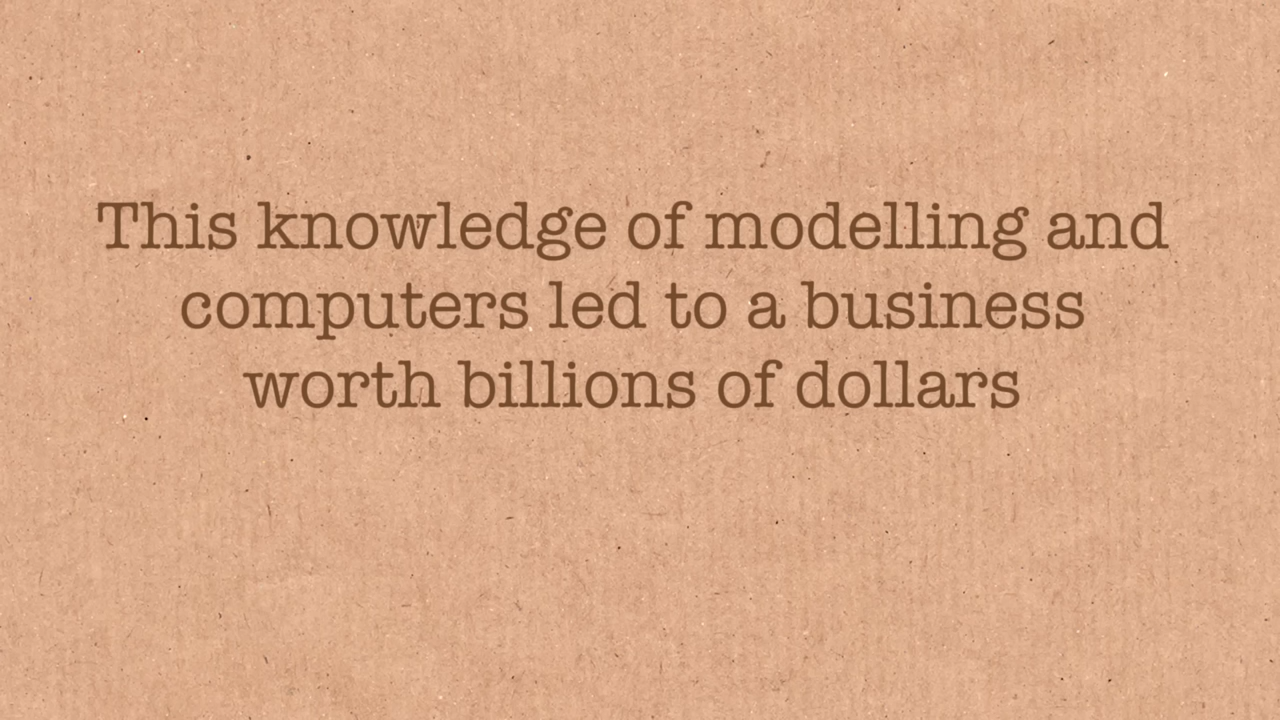 This knowledge of modelling and
computers led to a business
worth billions of dollars